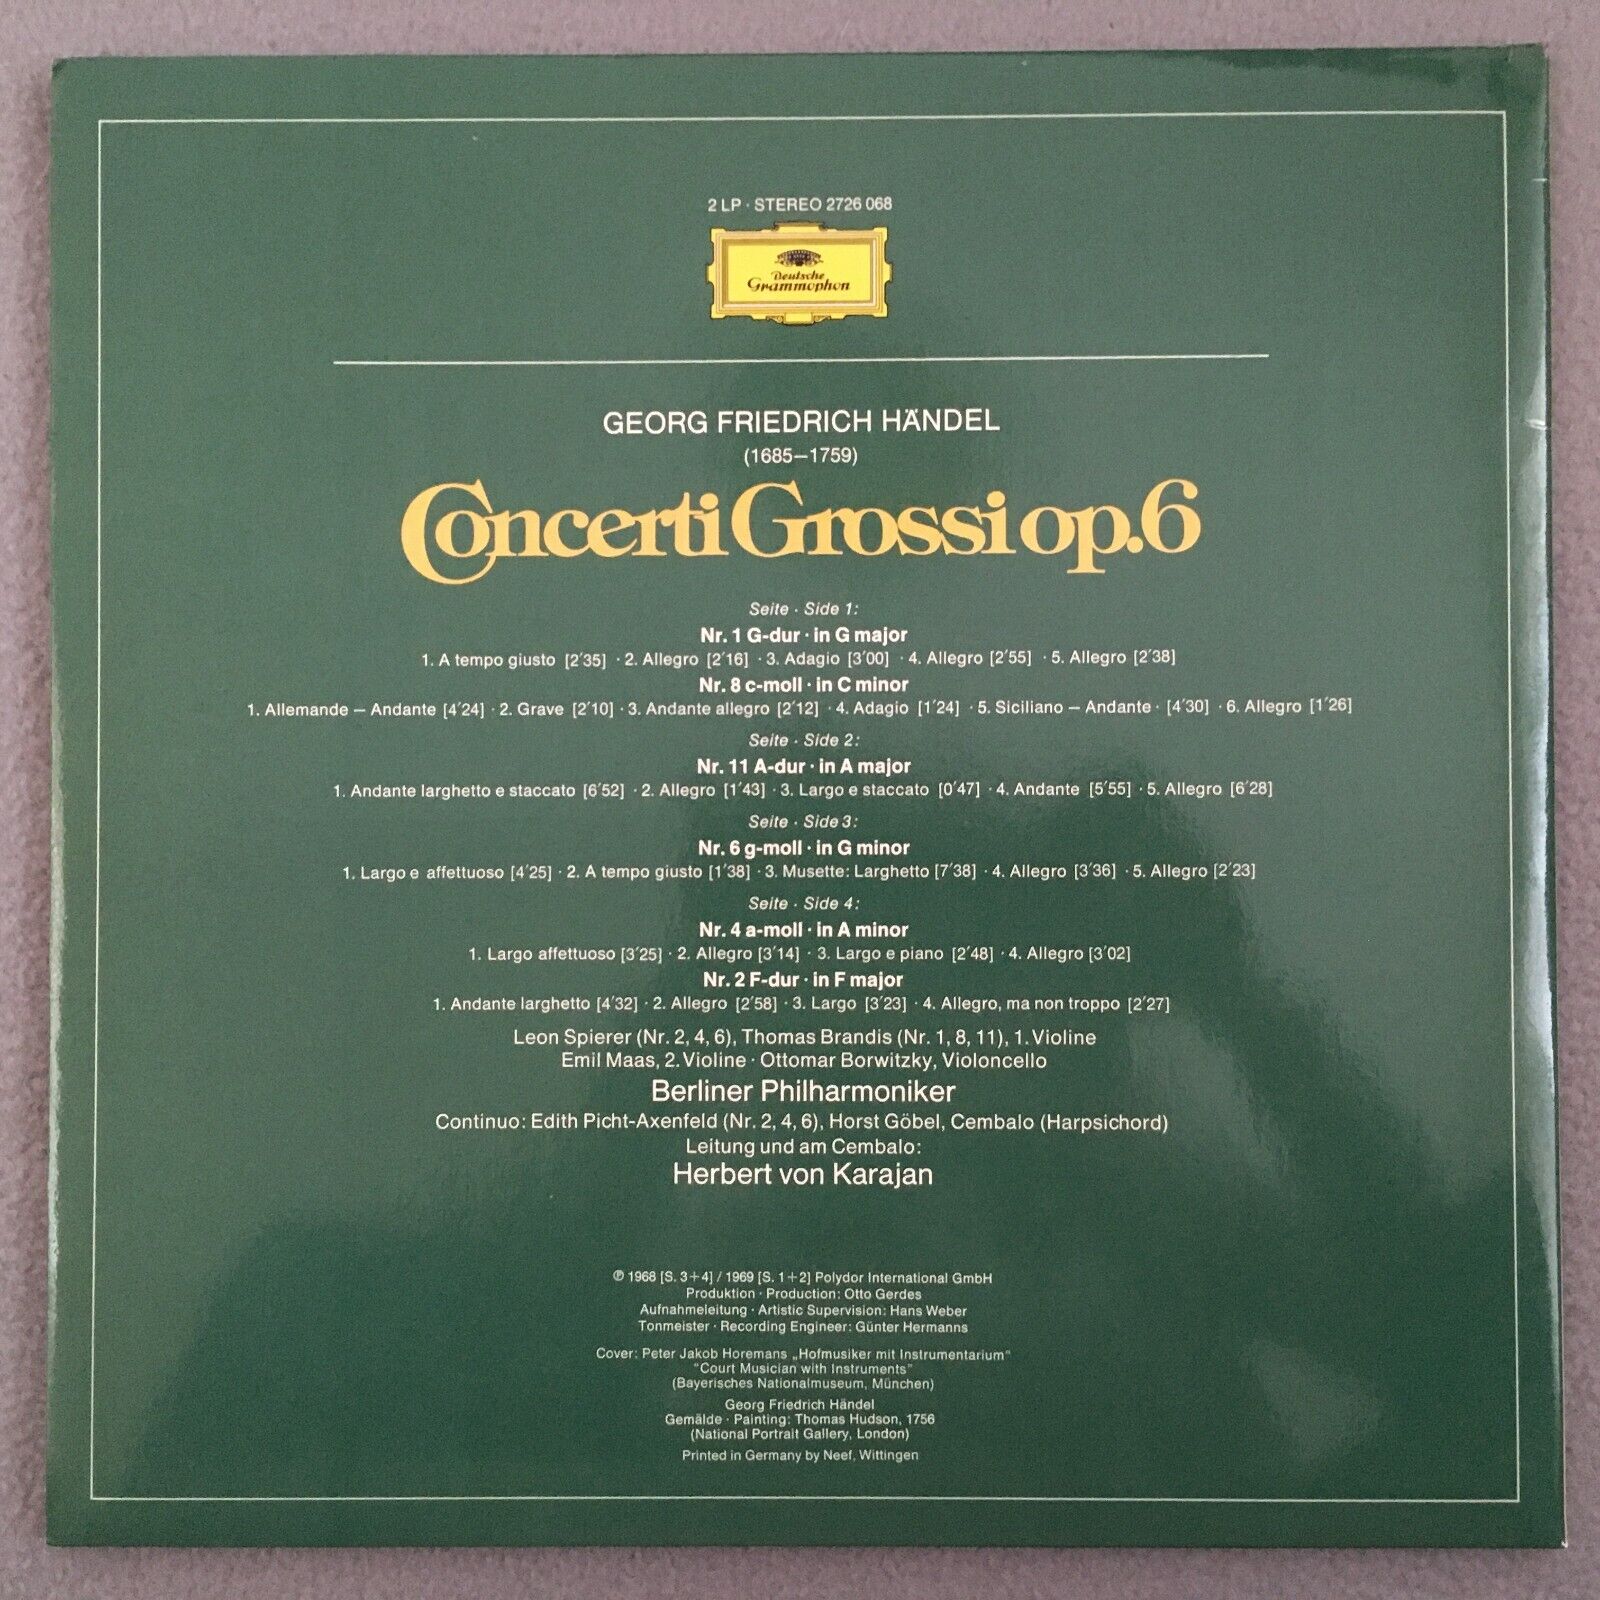 2 LP · STEREO 2726 068
Deutsche
Grammophon
GEORG FRIEDRICH HÄNDEL
(1685–1759)
Concerti Grossi op.6
Seite · Side 1:
Nr. 1 G-dur · in G major
1. A tempo giusto [2′35] · 2. Allegro [2′16] · 3. Adagio [3′00] · 4. Allegro [2′55] · 5. Allegro [2′38]
Nr. 8 c-moll · in C minor
1. Allemande – Andante [4′24] · 2. Grave [2′10] · 3. Andante allegro [2′12] · 4. Adagio [1′24] · 5. Siciliano – Andante · [4′30] · 6. Allegro [1′26]
Seite · Side 2:
Nr. 11 A-dur · in A major
1. Andante larghetto e staccato [6′52] · 2. Allegro [1′43] · 3. Largo e staccato [0′47] · 4. Andante [5′55] · 5. Allegro [6′28]
Seite · Side 3:
Nr. 6 g-moll · in G minor
1. Largo e affettuoso [4′25] · 2. A tempo giusto [1′38] · 3. Musette: Larghetto [7′38] · 4. Allegro [3′36] · 5. Allegro [2′23]
Seite · Side 4:
Nr. 4 a-moll · in A minor
1. Largo affettuoso [3′25] · 2. Allegro [3′14] · 3. Largo e piano [2′48] · 4. Allegro [3′02]
Nr. 2 F-dur · in F major
1. Andante larghetto [4′32] · 2. Allegro [2′58] · 3. Largo [3′23] · 4. Allegro, ma non troppo [2′27]
Leon Spierer (Nr. 2, 4, 6), Thomas Brandis (Nr. 1, 8, 11), 1. Violine
Emil Maas, 2. Violine · Ottomar Borwitzky, Violoncello
Berliner Philharmoniker
Continuo: Edith Picht-Axenfeld (Nr. 2, 4, 6), Horst Göbel, Cembalo (Harpsichord)
Leitung und am Cembalo:
Herbert von Karajan
℗ 1968 [S. 3+4] / 1969 [S. 1+2] Polydor International GmbH
Produktion · Production: Otto Gerdes
Aufnahmeleitung · Artistic Supervision: Hans Weber
Tonmeister · Recording Engineer: Günter Hermanns
Cover: Peter Jakob Horemans „Hofmusiker mit Instrumentarium“
“Court Musician with Instruments”
(Bayerisches Nationalmuseum, München)
Georg Friedrich Händel
Gemälde · Painting: Thomas Hudson, 1756
(National Portrait Gallery, London)
Printed in Germany by Neef, Wittingen